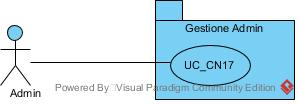 Gestione Admin
UC_CN17
Admin
Powered By Visual Paradigm Community Edition